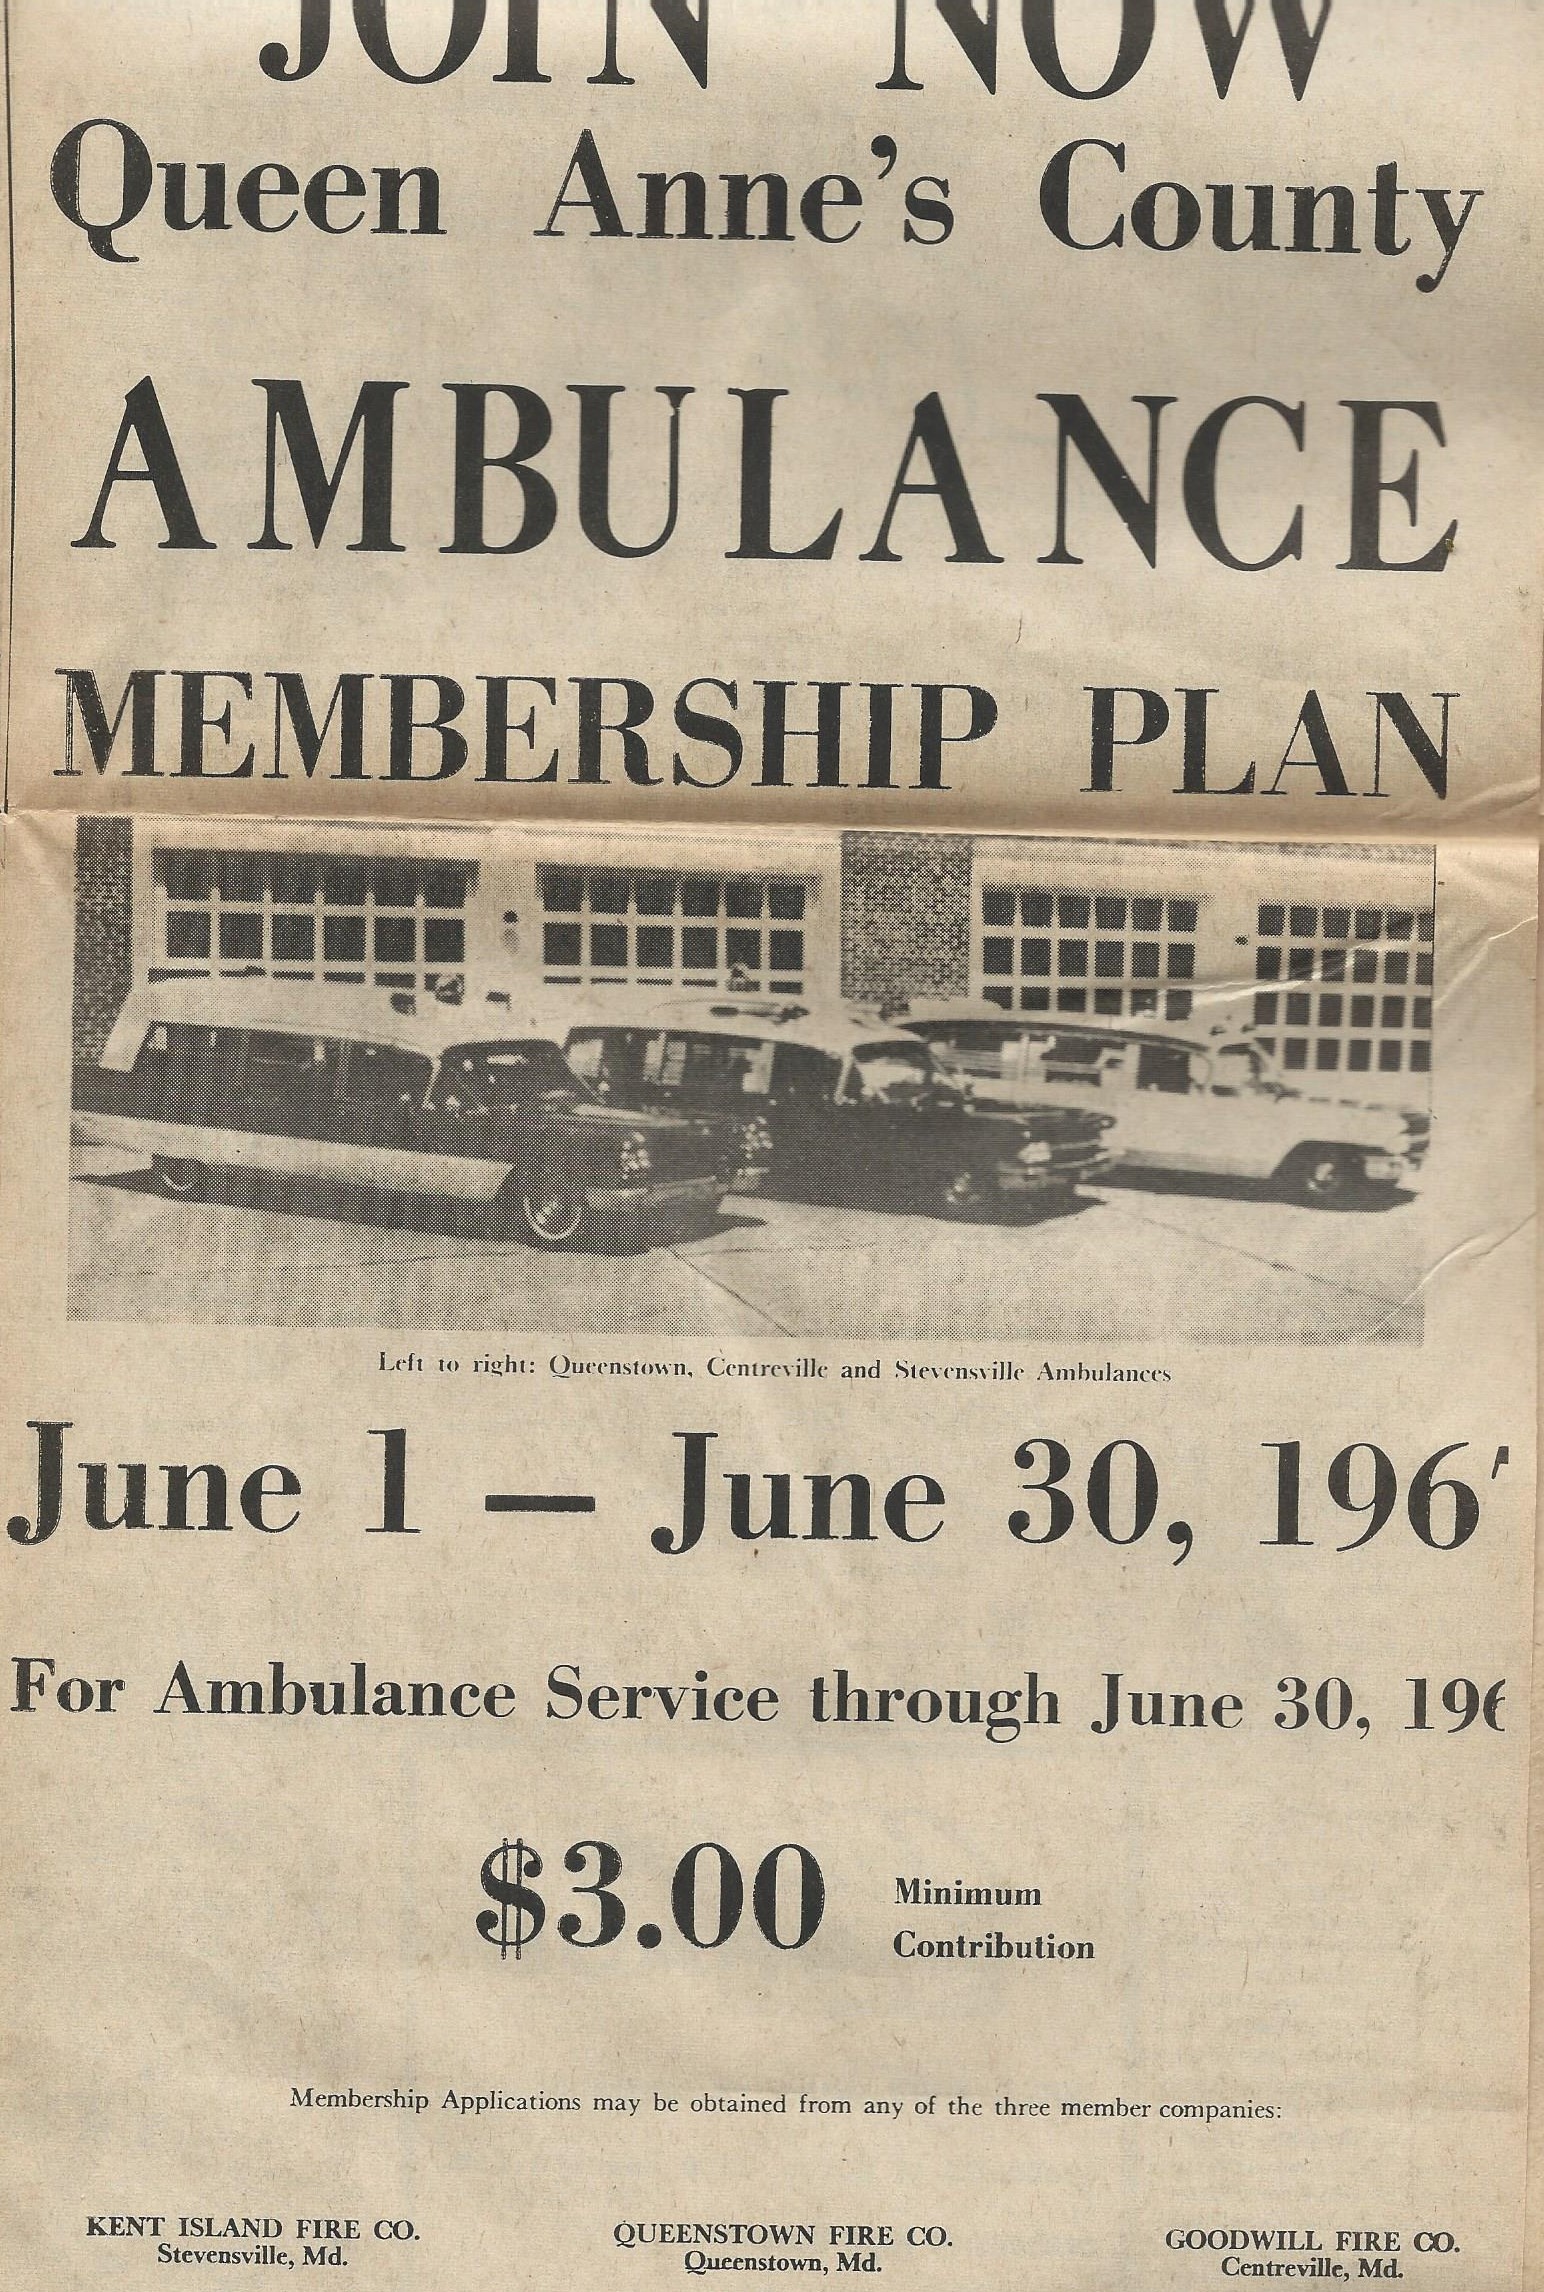 JOIN NOW
Queen Anne's County
AMBULANCE
MEMBERSHIP PLAN
Left to right: Queenstown, Centreville and Stevensville Ambulances
June 1 — June 30, 196
For Ambulance Service through June 30, 19
$3.00 Minimum
Contribution
Membership Applications may be obtained from any of the three member companies:
KENT ISLAND FIRE CO.
Stevensville, Md.
QUEENSTOWN FIRE CO.
Queenstown, Md.
GOODWILL FIRE CO.
Centreville, Md.